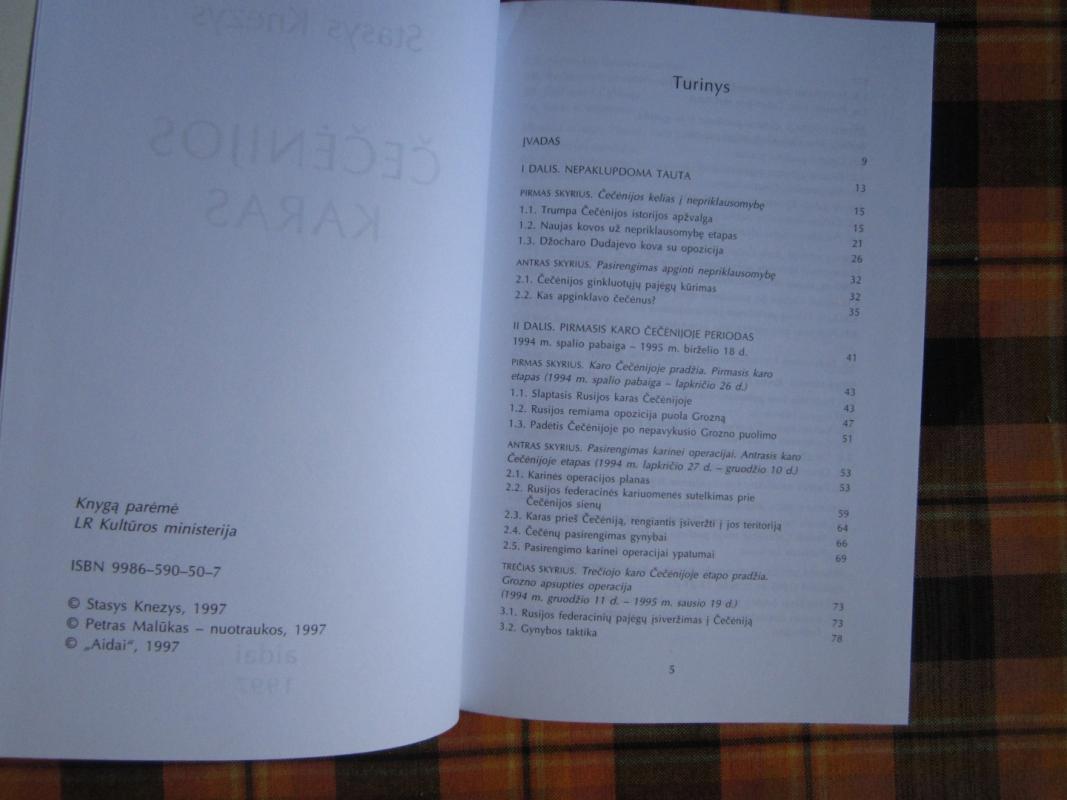 Stasys Knezys
ČEČĖNIJOS
KARAS
Knygą parėmė
LR Kultūros ministerija
ISBN 9986–590–50–7
© Stasys Knezys, 1997
© Petras Malūkas – nuotraukos, 1997
© „Aidai“, 1997
aidai
1997
Turinys
ĮVADAS 9
I DALIS. NEPAKLUPDOMA TAUTA 13
PIRMAS SKYRIUS. Čečėnijos kelias į nepriklausomybę 15
1.1. Trumpa Čečėnijos istorijos apžvalga 15
1.2. Naujas kovos už nepriklausomybę etapas 21
1.3. Džocharo Dudajevo kova su opozicija 26
ANTRAS SKYRIUS. Pasirengimas apginti nepriklausomybę 32
2.1. Čečėnijos ginkluotųjų pajėgų kūrimas 32
2.2. Kas apginklavo čečėnus? 35
II DALIS. PIRMASIS KARO ČEČĖNIJOJE PERIODAS
1994 m. spalio pabaiga – 1995 m. birželio 18 d. 41
PIRMAS SKYRIUS. Karo Čečėnijoje pradžia. Pirmasis karo
etapas (1994 m. spalio pabaiga – lapkričio 26 d.) 43
1.1. Slaptasis Rusijos karas Čečėnijoje 43
1.2. Rusijos remiama opozicija puola Grozną 47
1.3. Padėtis Čečėnijoje po nepavykusio Grozno puolimo 51
ANTRAS SKYRIUS. Pasirengimas karinei operacijai. Antrasis karo
Čečėnijoje etapas (1994 m. lapkričio 27 d. – gruodžio 10 d.) 53
2.1. Karinės operacijos planas 53
2.2. Rusijos federacinės kariuomenės sutelkimas prie
Čečėnijos sienų 59
2.3. Karas prieš Čečėniją, rengiantis įsiveržti į jos teritoriją 64
2.4. Čečėnų pasirengimas gynybai 66
2.5. Pasirengimo karinei operacijai ypatumai 69
TREČIAS SKYRIUS. Trečiojo karo Čečėnijoje etapo pradžia.
Grozno apsupties operacija
(1994 m. gruodžio 11 d. – 1995 m. sausio 19 d.) 73
3.1. Rusijos federacinių pajėgų įsiveržimas į Čečėniją 73
3.2. Gynybos taktika 78
5